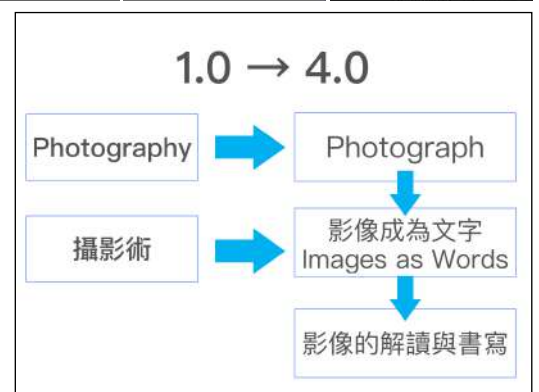 1.0 → 4.0
Photography
Photograph
攝影術
影像成為文字
Images as Words
影像的解讀與書寫